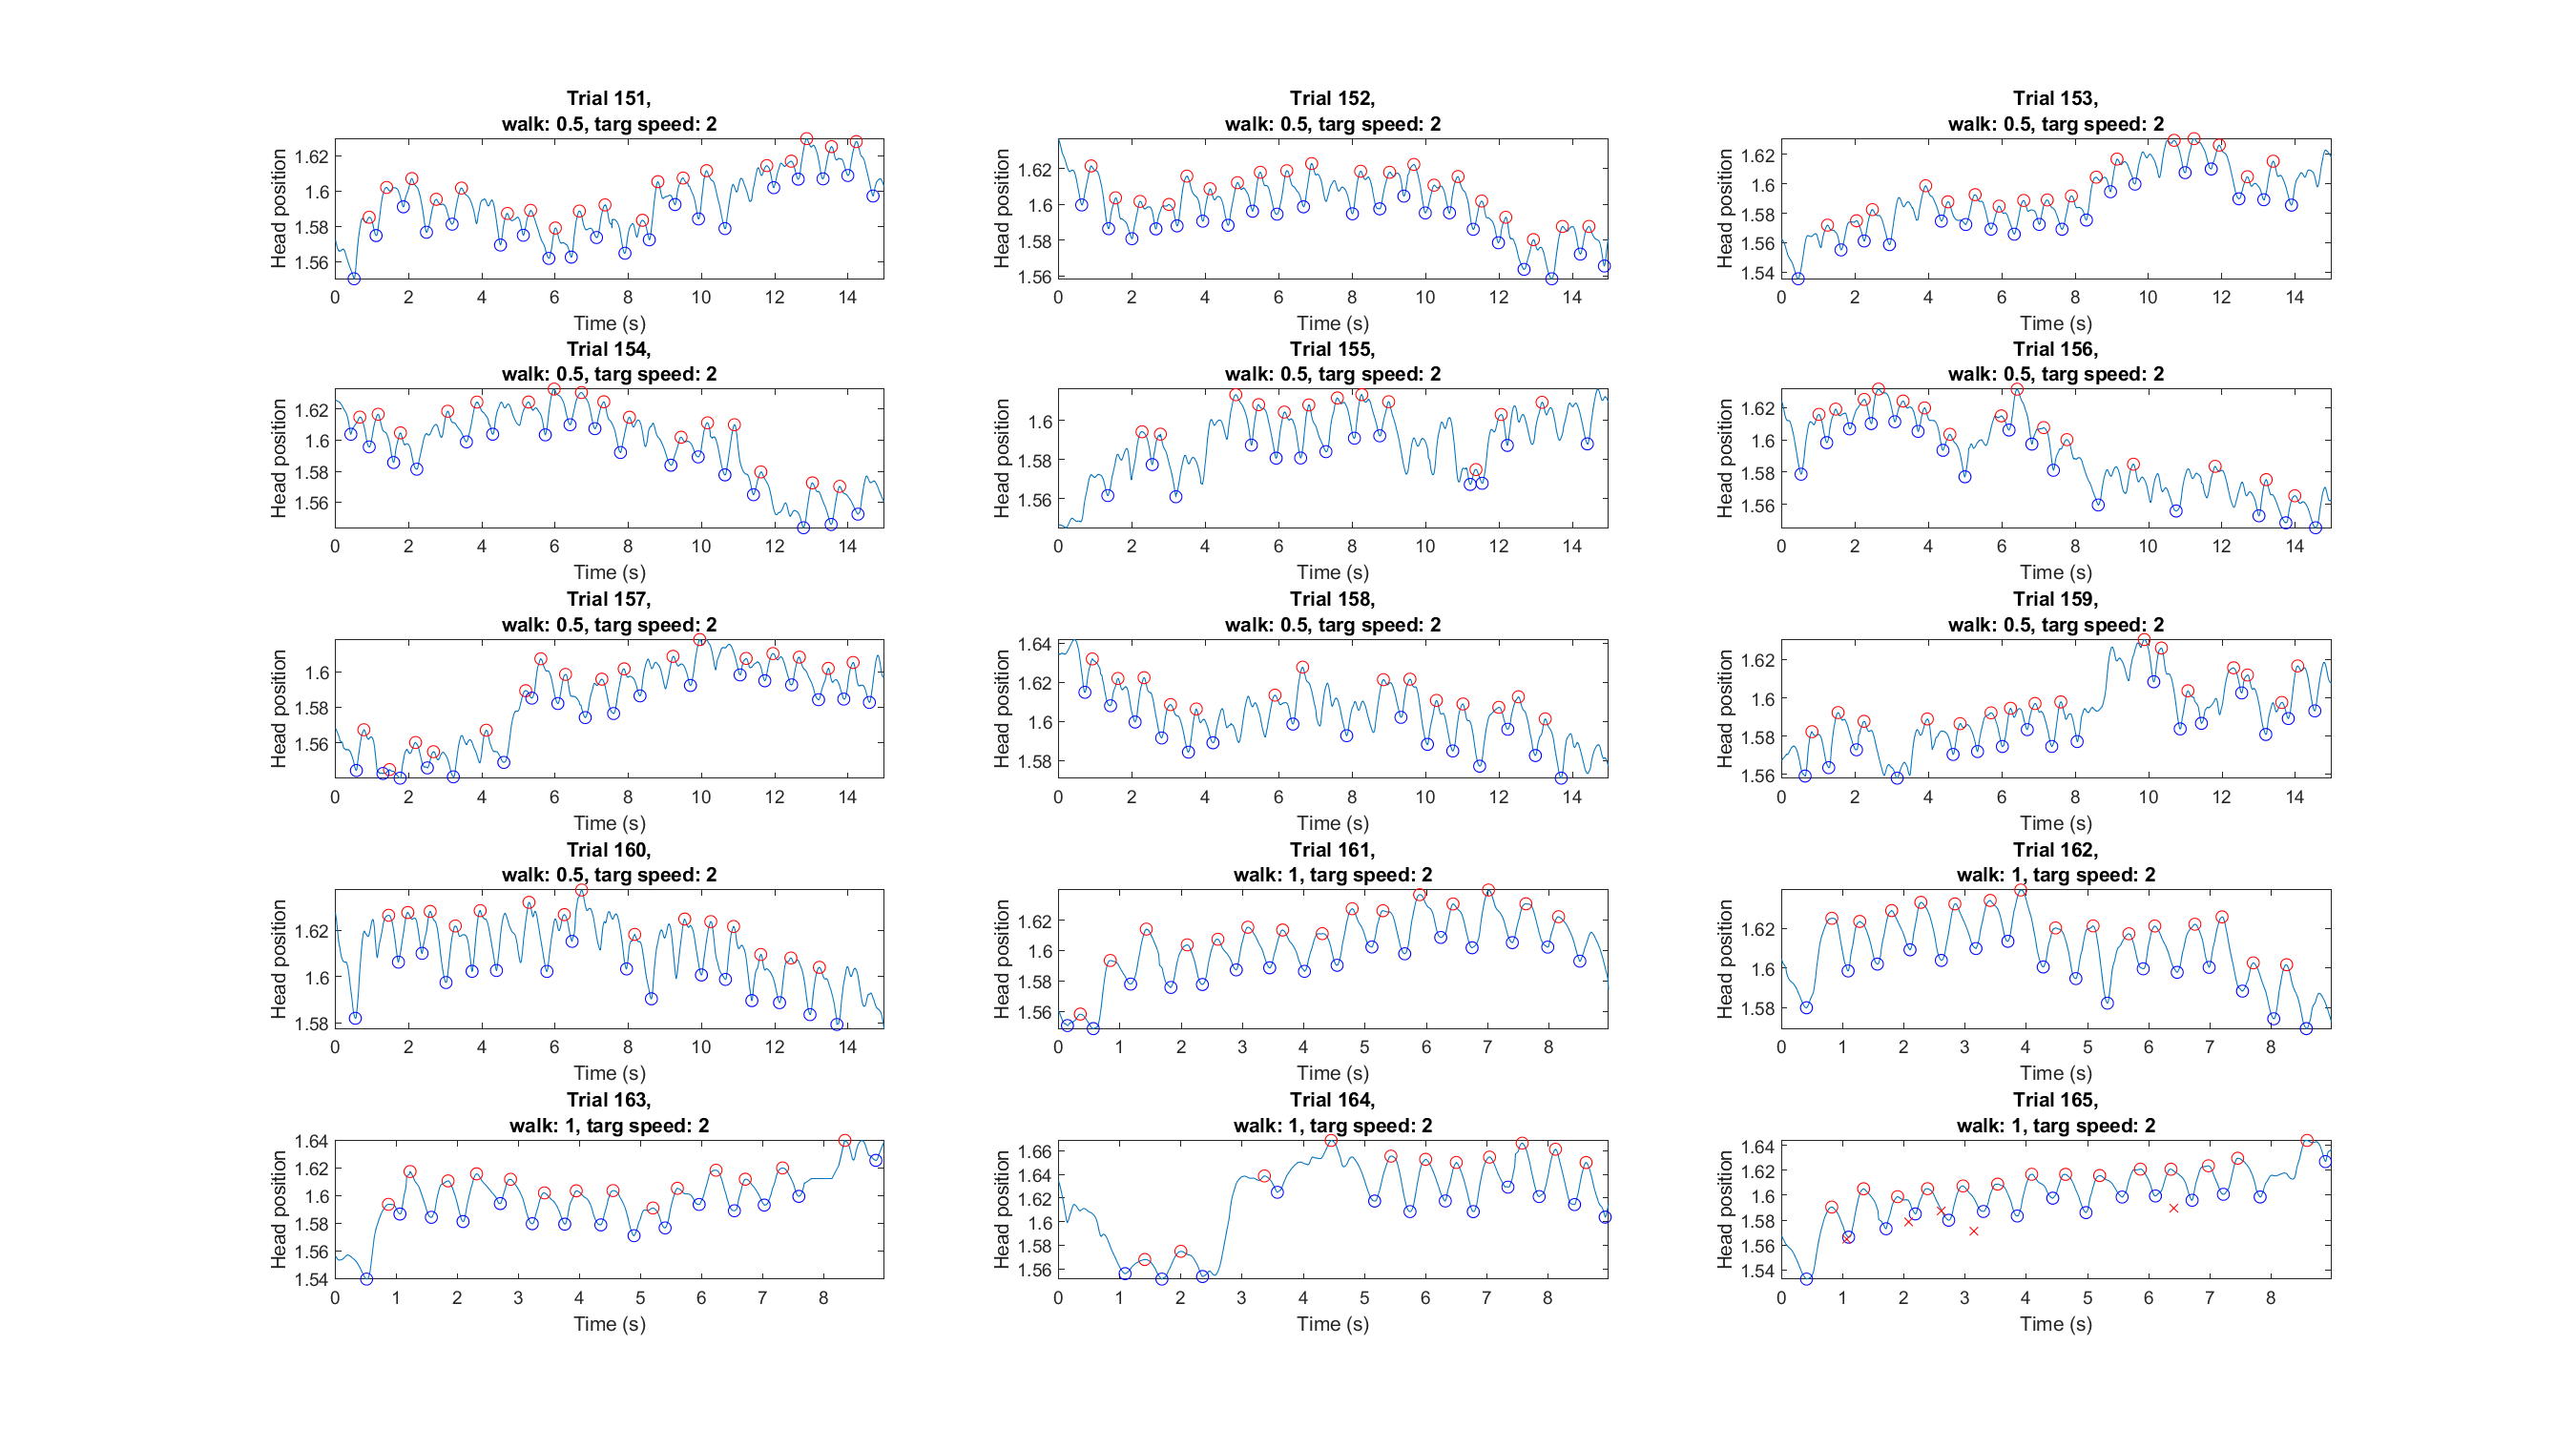 Trial 151,
walk: 0.5, targ speed: 2
Head position
1.62
1.6
1.58
1.56
0 2 4 6 8 10 12 14
Time (s)
Trial 152,
walk: 0.5, targ speed: 2
Head position
1.62
1.6
1.58
1.56
0 2 4 6 8 10 12 14
Time (s)
Trial 153,
walk: 0.5, targ speed: 2
Head position
1.62
1.6
1.58
1.56
1.54
0 2 4 6 8 10 12 14
Time (s)
Trial 154,
walk: 0.5, targ speed: 2
Head position
1.62
1.6
1.58
1.56
0 2 4 6 8 10 12 14
Time (s)
Trial 155,
walk: 0.5, targ speed: 2
Head position
1.6
1.58
1.56
0 2 4 6 8 10 12 14
Time (s)
Trial 156,
walk: 0.5, targ speed: 2
Head position
1.62
1.6
1.58
1.56
0 2 4 6 8 10 12 14
Time (s)
Trial 157,
walk: 0.5, targ speed: 2
Head position
1.6
1.58
1.56
0 2 4 6 8 10 12 14
Time (s)
Trial 158,
walk: 0.5, targ speed: 2
Head position
1.64
1.62
1.6
1.58
0 2 4 6 8 10 12 14
Time (s)
Trial 159,
walk: 0.5, targ speed: 2
Head position
1.62
1.6
1.58
1.56
0 2 4 6 8 10 12 14
Time (s)
Trial 160,
walk: 0.5, targ speed: 2
Head position
1.62
1.6
1.58
0 2 4 6 8 10 12 14
Time (s)
Trial 161,
walk: 1, targ speed: 2
Head position
1.62
1.6
1.58
1.56
0 1 2 3 4 5 6 7 8
Time (s)
Trial 162,
walk: 1, targ speed: 2
Head position
1.62
1.6
1.58
0 1 2 3 4 5 6 7 8
Time (s)
Trial 163,
walk: 1, targ speed: 2
Head position
1.64
1.62
1.6
1.58
1.56
1.54
0 1 2 3 4 5 6 7 8
Time (s)
Trial 164,
walk: 1, targ speed: 2
Head position
1.66
1.64
1.62
1.6
1.58
1.56
0 1 2 3 4 5 6 7 8
Time (s)
Trial 165,
walk: 1, targ speed: 2
Head position
1.64
1.62
1.6
1.58
1.56
1.54
0 1 2 3 4 5 6 7 8
Time (s)